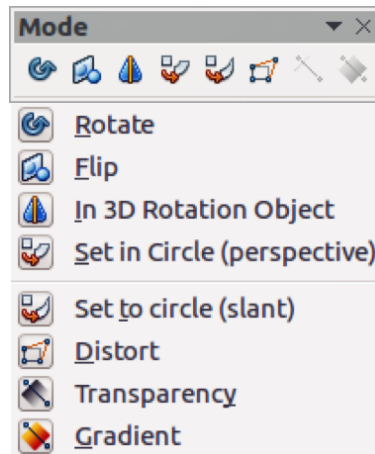 Mode
Rotate
Flip
In 3D Rotation Object
Set in Circle (perspective)
Set to circle (slant)
Distort
Transparency
Gradient